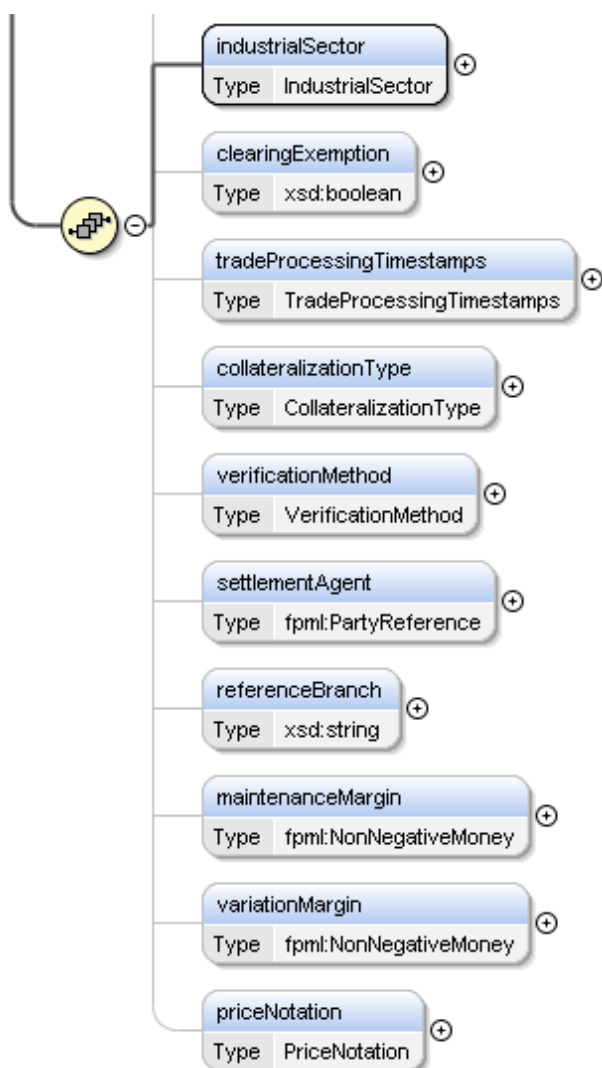 industrialSector
Type IndustrialSector
clearingExemption
Type xsd:boolean
tradeProcessingTimestamps
Type TradeProcessingTimestamps
collateralizationType
Type CollateralizationType
verificationMethod
Type VerificationMethod
settlementAgent
Type fpml:PartyReference
referenceBranch
Type xsd:string
maintenanceMargin
Type fpml:NonNegativeMoney
variationMargin
Type fpml:NonNegativeMoney
priceNotation
Type PriceNotation